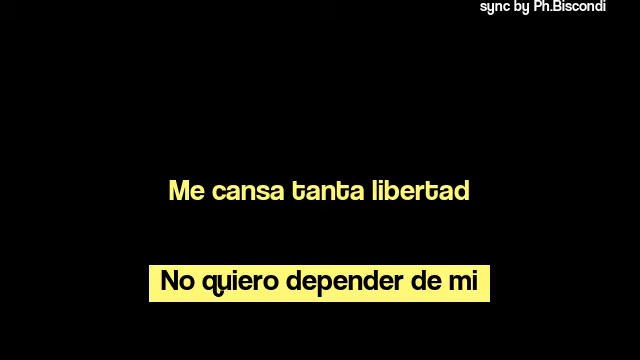 sync by Ph.Biscondi
Me cansa tanta libertad
No quiero depender de mi